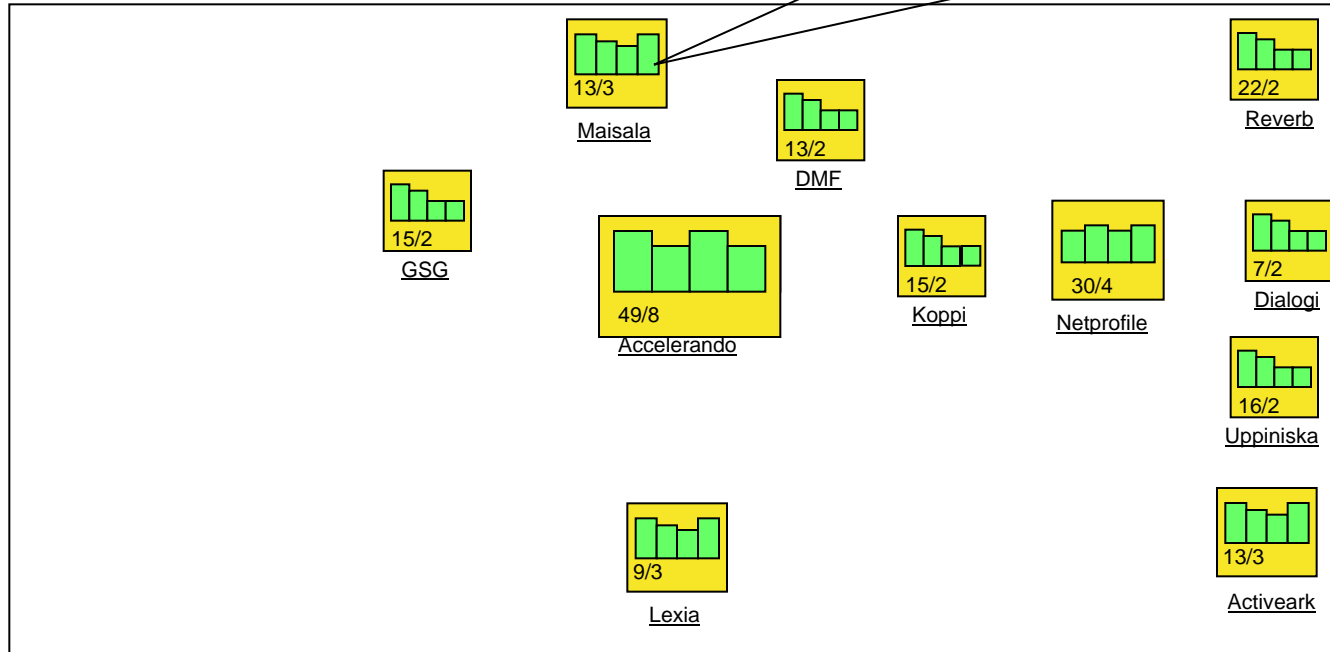 13/3
Maisala
22/2
Reverb
13/2
DMF
15/2
GSG
49/8
Accelerando
15/2
Koppi
30/4
Netprofile
7/2
Dialogi
16/2
Uppiniska
9/3
Lexia
13/3
Activeark